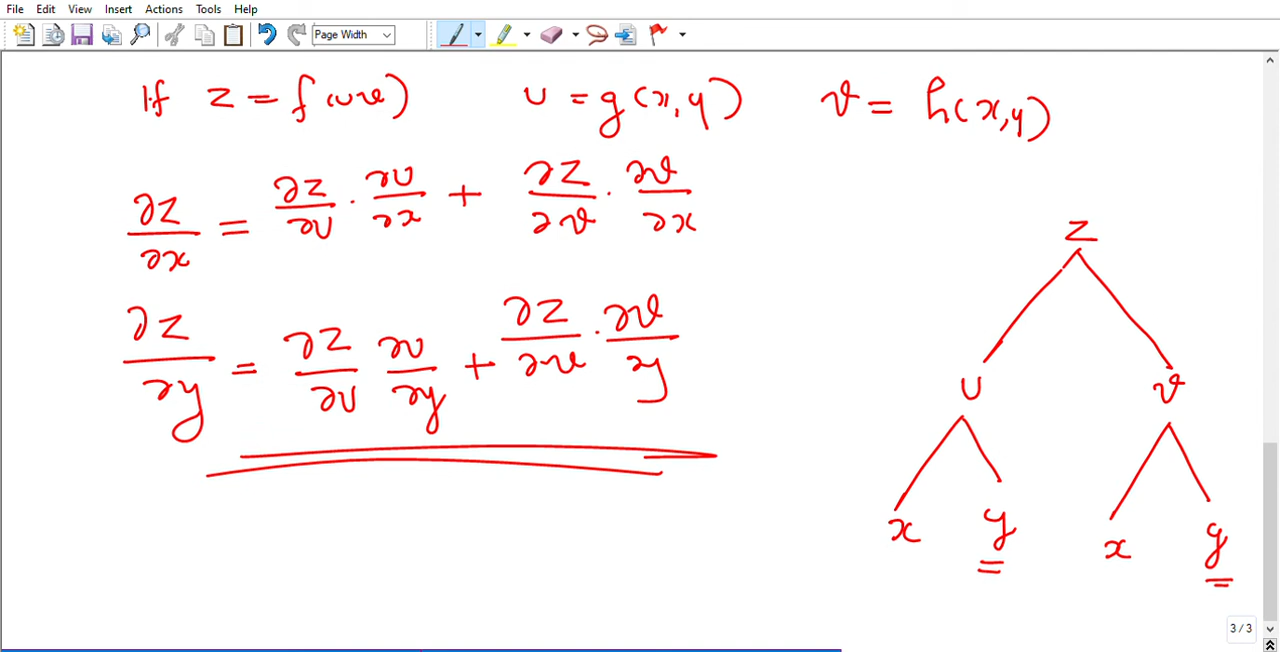 File Edit View Insert Actions Tools Help
Page Width
If z = f(u,v) u = g(x,y) v = h(x,y)
∂z/∂x = ∂z/∂u · ∂u/∂x + ∂z/∂v · ∂v/∂x
∂z/∂y = ∂z/∂u ∂u/∂y + ∂z/∂v · ∂v/∂y
z
u v
x y x y
3 / 3